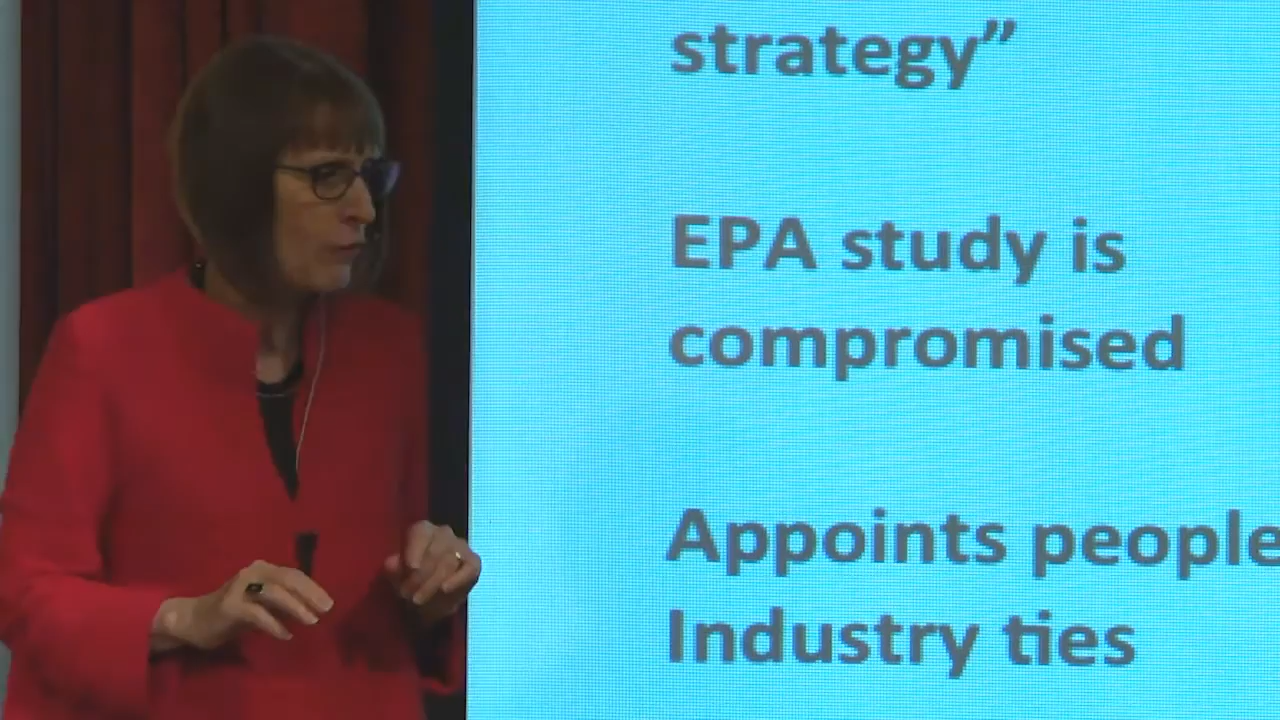 strategy”
EPA study is
compromised
Appoints people
Industry ties